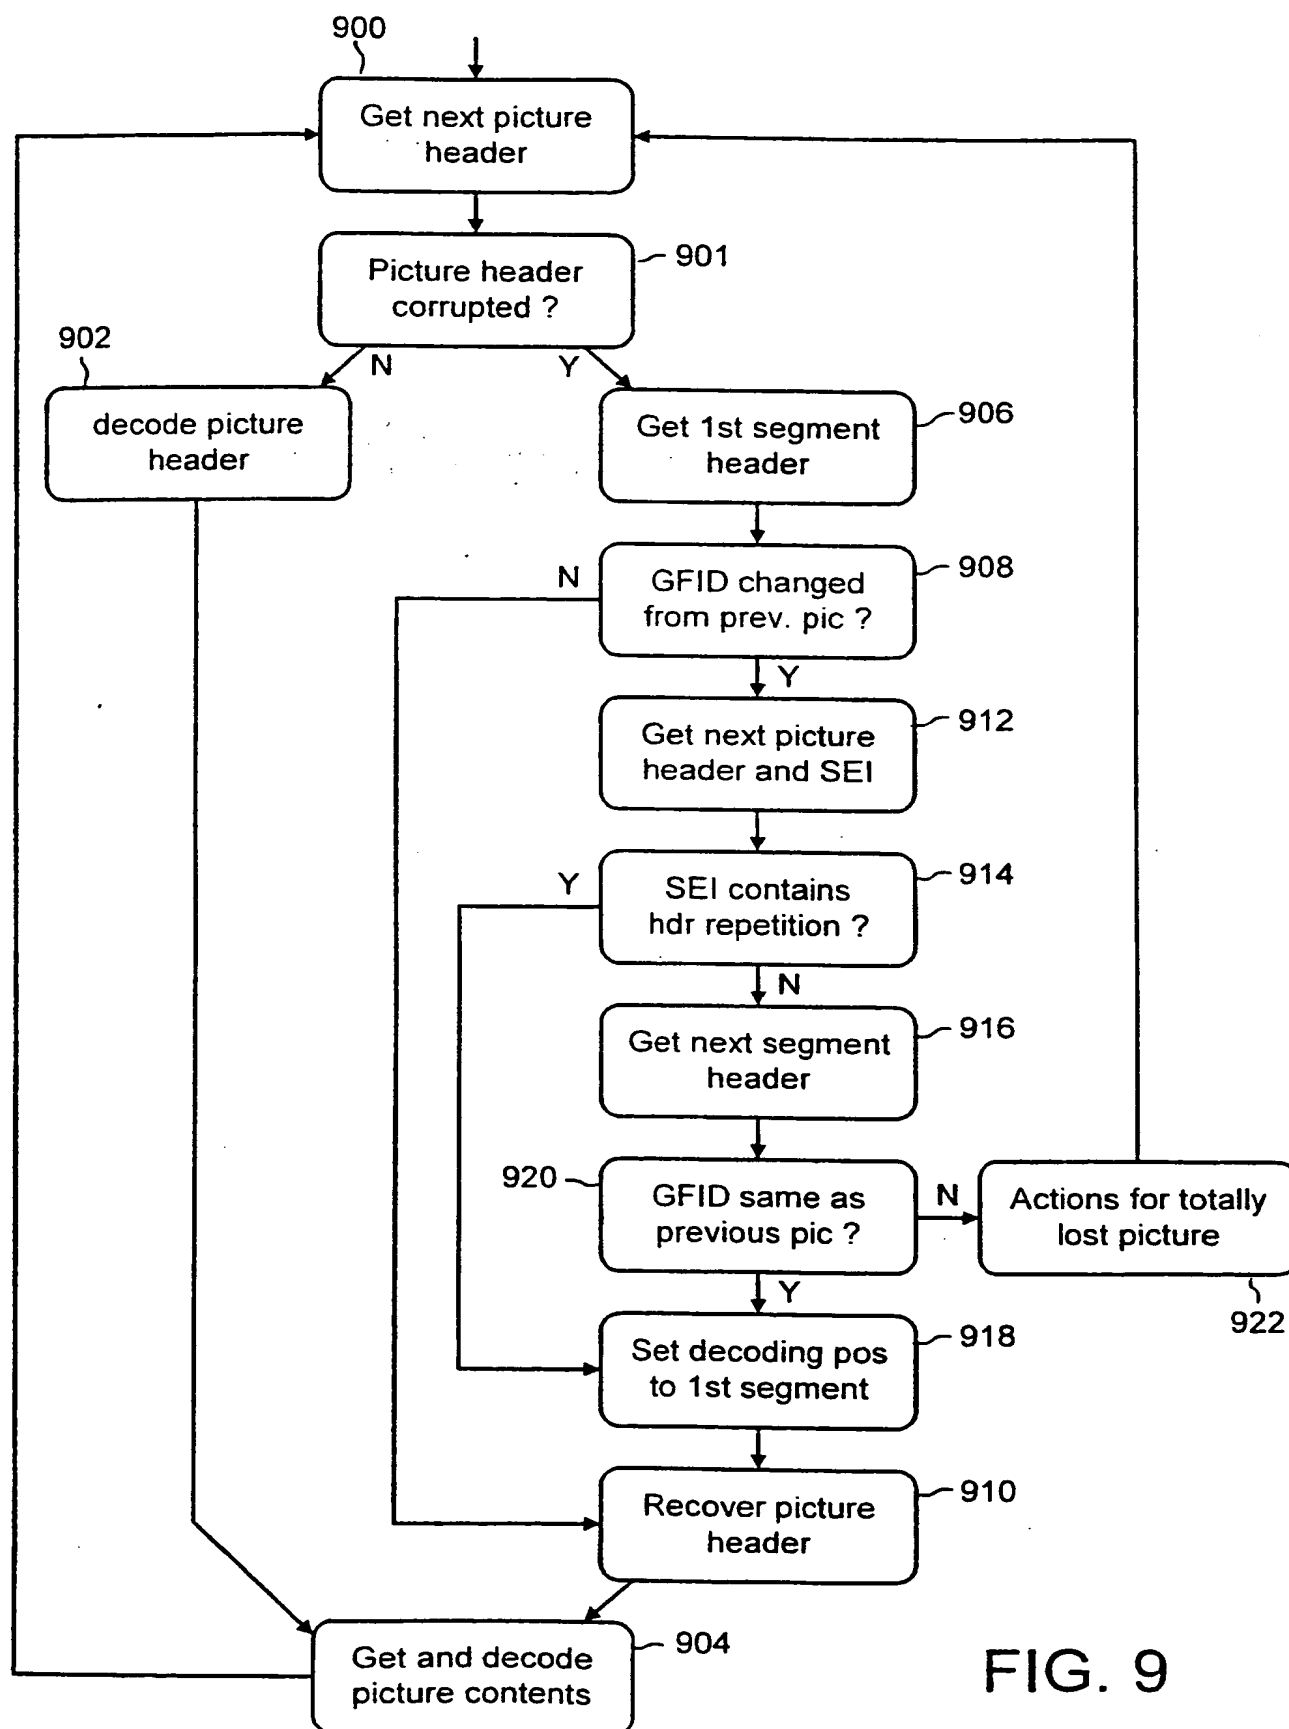 900
Get next picture
header
901
Picture header
corrupted ?
902
N
Y
decode picture
header
906
Get 1st segment
header
908
N
GFID changed
from prev. pic ?
Y
912
Get next picture
header and SEI
914
Y
SEI contains
hdr repetition ?
N
916
Get next segment
header
920
GFID same as
previous pic ?
N
Actions for totally
lost picture
922
Y
918
Set decoding pos
to 1st segment
910
Recover picture
header
904
Get and decode
picture contents
FIG. 9